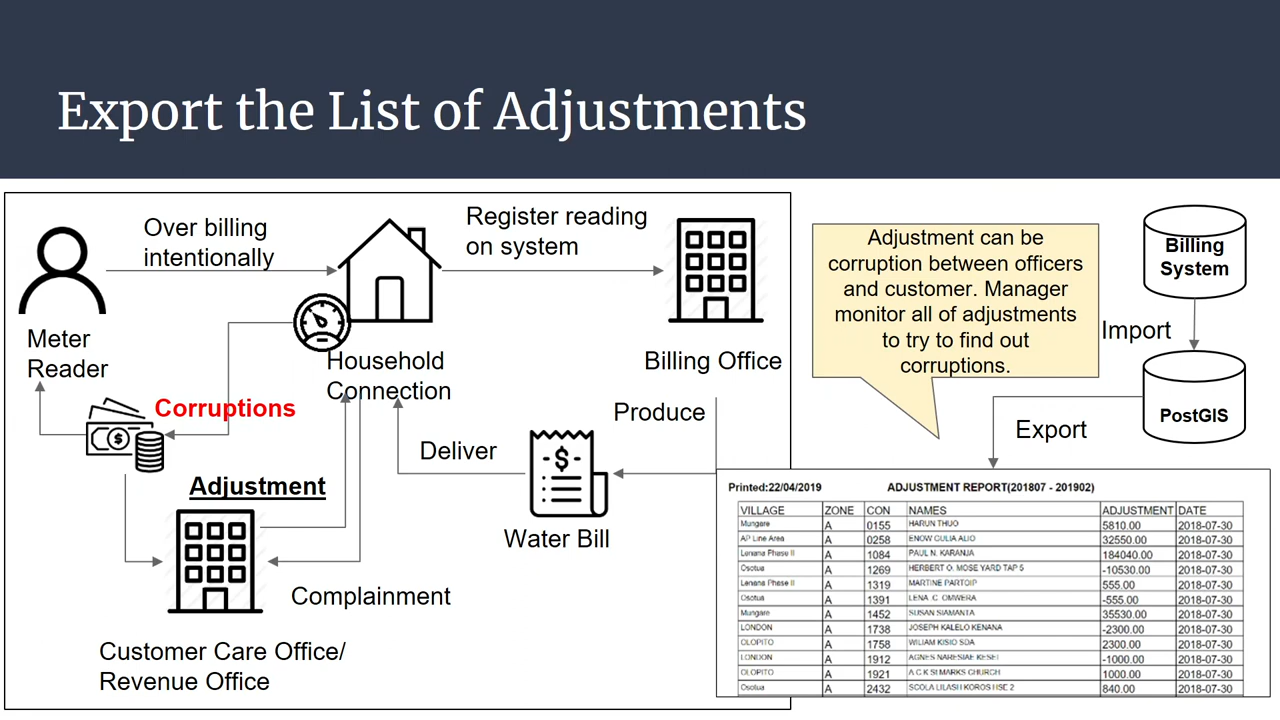 Export the List of Adjustments
Over billing
intentionally
Register reading
on system
Meter
Reader
Household
Connection
Billing Office
Corruptions
Produce
Deliver
Adjustment
Water Bill
Complainment
Customer Care Office/
Revenue Office
Adjustment can be
corruption between officers
and customer. Manager
monitor all of adjustments
to try to find out
corruptions.
Billing
System
Import
PostGIS
Export
Printed:22/04/2019 ADJUSTMENT REPORT(201807 - 201902)
VILLAGE ZONE CON NAMES ADJUSTMENT DATE
Mungare A 0155 HARUN THUO 5810.00 2018-07-30
AP Line Area A 0258 ENOW GULIA ALIO 32550.00 2018-07-30
Lenana Phase II A 1084 PAUL N. KARANJA 184040.00 2018-07-30
Osotua A 1269 HERBERT O. MOSE YARD TAP 5 -10530.00 2018-07-30
Lenana Phase II A 1319 MARTINE PARTOIP 555.00 2018-07-30
Osotua A 1391 LENA .C. OMWERA -555.00 2018-07-30
Mungare A 1452 SUSAN SIAMANTA 35530.00 2018-07-30
LONDON A 1738 JOSEPH KALELO KENANA -2300.00 2018-07-30
OLOPITO A 1758 WILIAM KISIO SDA 2300.00 2018-07-30
LONDON A 1912 AGNES NARESIAE -1000.00 2018-07-30
OLOPITO A 1921 A.C.K ST.MARKS CHURCH 1000.00 2018-07-30
Osotua A 2432 SCOLA LILASH KOROS HSE 2 840.00 2018-07-30